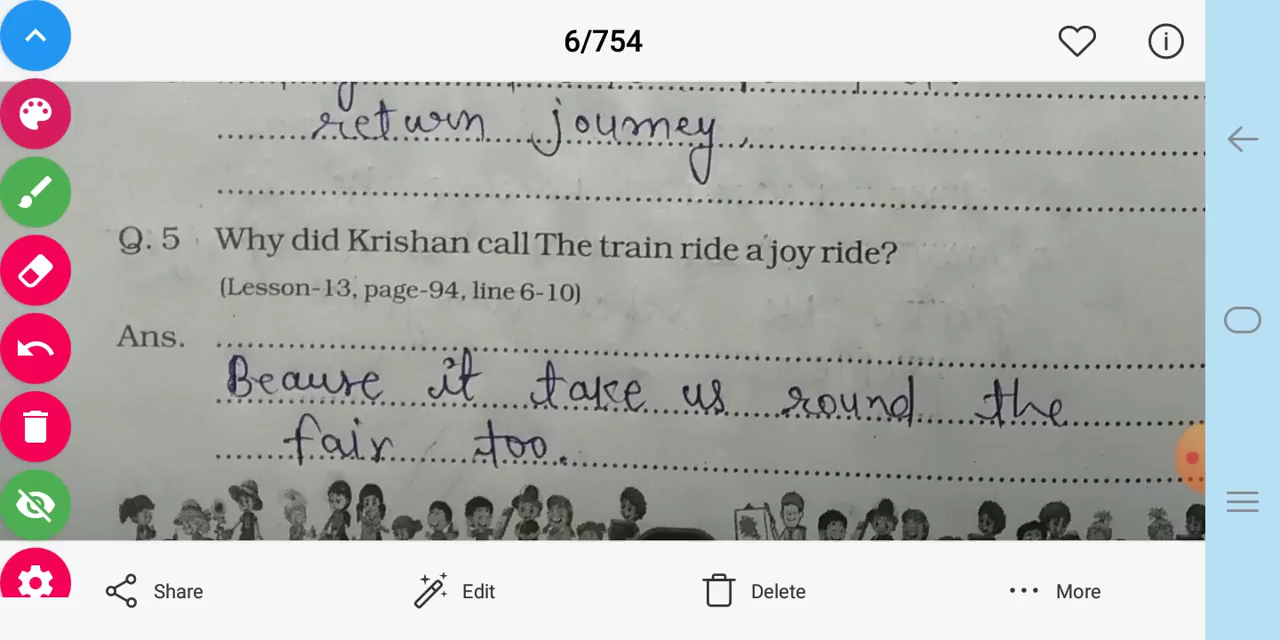 6/754
return journey,
Q. 5 Why did Krishan call The train ride a joy ride?
(Lesson-13, page-94, line 6-10)
Ans.
Beause it take us round the
fair too.
Share Edit Delete More